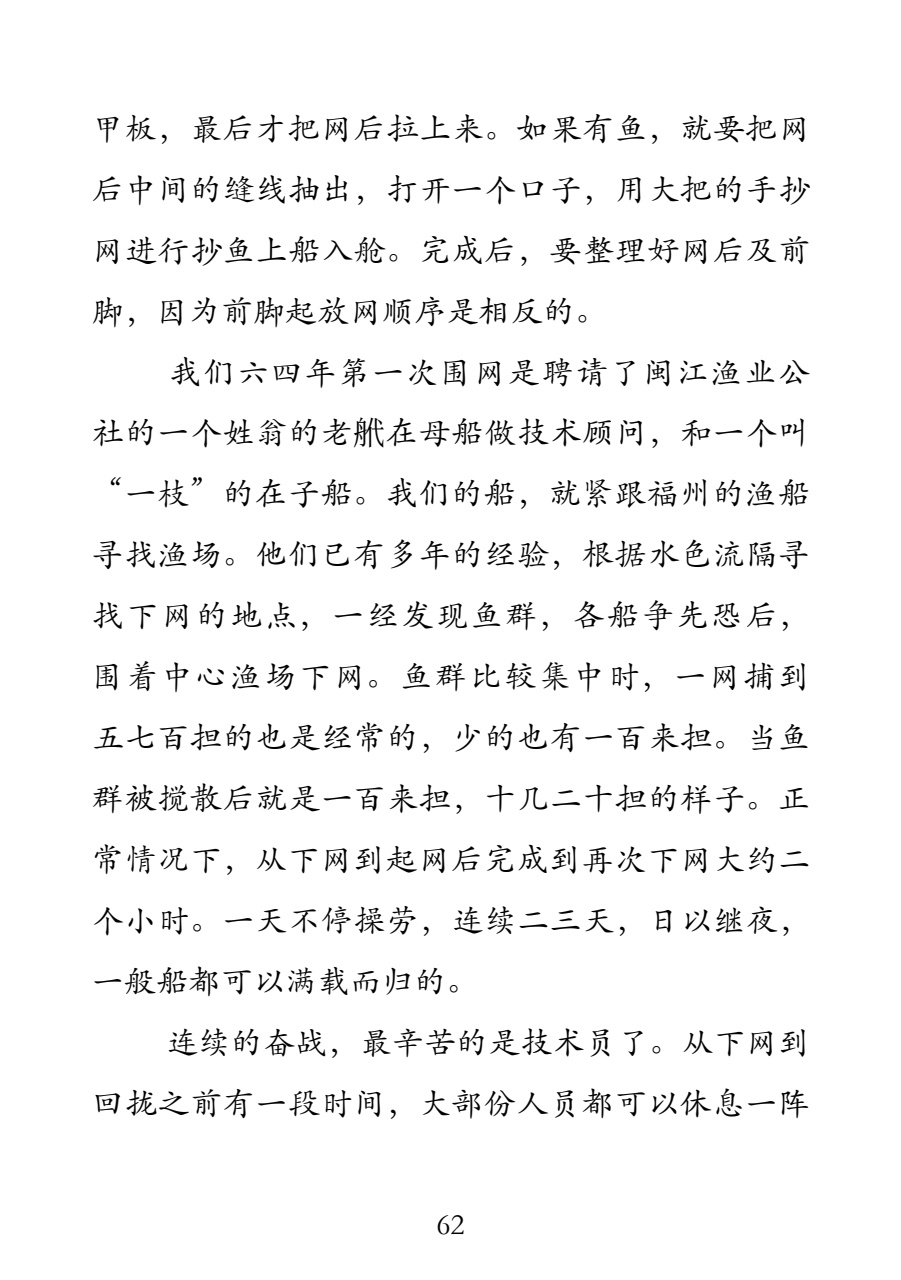 甲板，最后才把网后拉上来。如果有鱼，就要把网
后中间的缝线抽出，打开一个口子，用大把的手抄
网进行抄鱼上船入舱。完成后，要整理好网后及前
脚，因为前脚起放网顺序是相反的。
我们六四年第一次围网是聘请了闽江渔业公
社的一个姓翁的老舭在母船做技术顾问，和一个叫
“一枝”的在子船。我们的船，就紧跟福州的渔船
寻找渔场。他们已有多年的经验，根据水色流隔寻
找下网的地点，一经发现鱼群，各船争先恐后，
围着中心渔场下网。鱼群比较集中时，一网捕到
五七百担的也是经常的，少的也有一百来担。当鱼
群被搅散后就是一百来担，十几二十担的样子。正
常情况下，从下网到起网后完成到再次下网大约二
个小时。一天不停操劳，连续二三天，日以继夜，
一般船都可以满载而归的。
连续的奋战，最辛苦的是技术员了。从下网到
回拢之前有一段时间，大部份人员都可以休息一阵
62